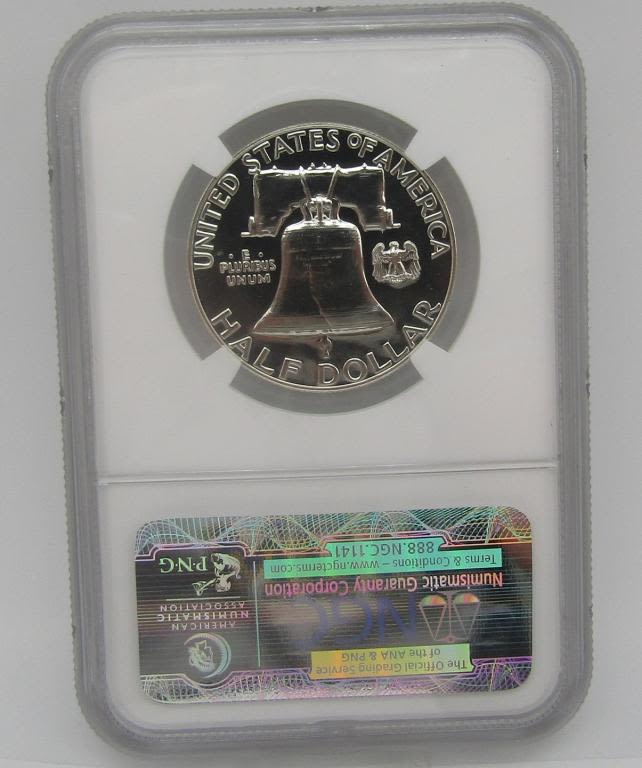 UNITED STATES OF AMERICA
· E ·
PLURIBUS
UNUM
HALF DOLLAR
The Official Grading Service
of the ANA & PNG
NGC
Numismatic Guaranty Corporation
Terms & Conditions – www.ngcterms.com
888.NGC.1141
AMERICAN
NUMISMATIC
ASSOCIATION
PNG